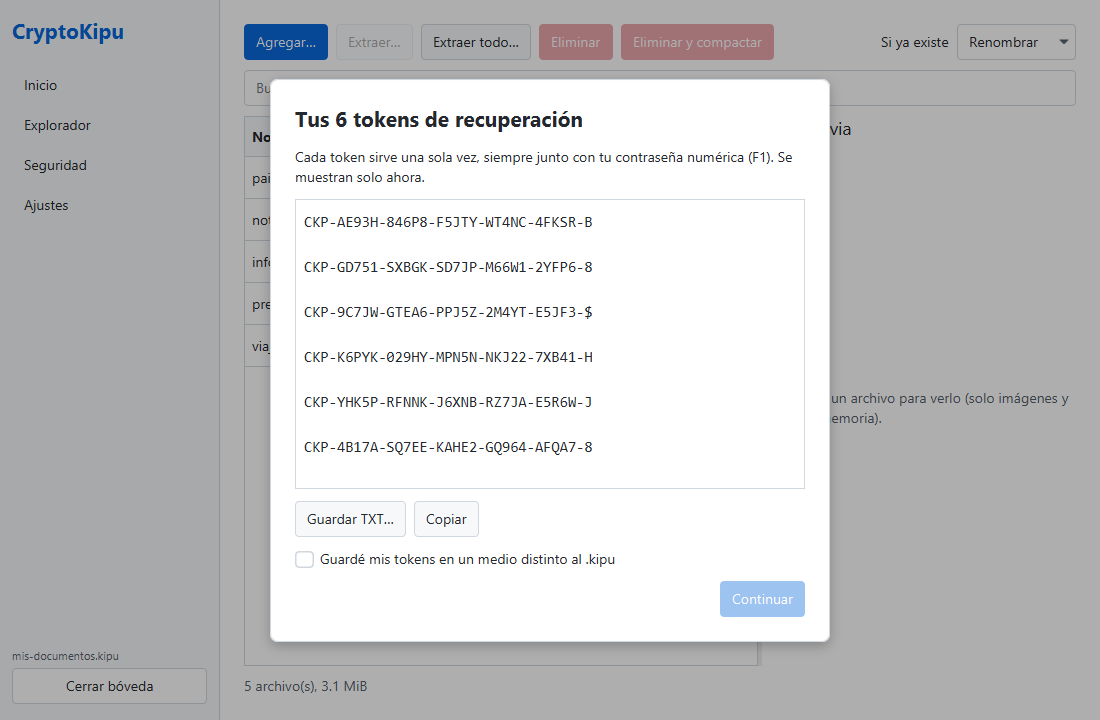 CryptoKipu
Inicio
Explorador
Seguridad
Ajustes
mis-documentos.kipu
Cerrar bóveda
Agregar...
Extraer...
Extraer todo...
Eliminar
Eliminar y compactar
Si ya existe
Renombrar
Tus 6 tokens de recuperación
Cada token sirve una sola vez, siempre junto con tu contraseña numérica (F1). Se
muestran solo ahora.
CKP-AE93H-846P8-F5JTY-WT4NC-4FKSR-B
CKP-GD751-SXBGK-SD7JP-M66W1-2YFP6-8
CKP-9C7JW-GTEA6-PPJ5Z-2M4YT-E5JF3-$
CKP-K6PYK-029HY-MPN5N-NKJ22-7XB41-H
CKP-YHK5P-RFNNK-J6XNB-RZ7JA-E5R6W-J
CKP-4B17A-SQ7EE-KAHE2-GQ964-AFQA7-8
Guardar TXT...
Copiar
Guardé mis tokens en un medio distinto al .kipu
Continuar
un archivo para verlo (solo imágenes y
5 archivo(s), 3.1 MiB